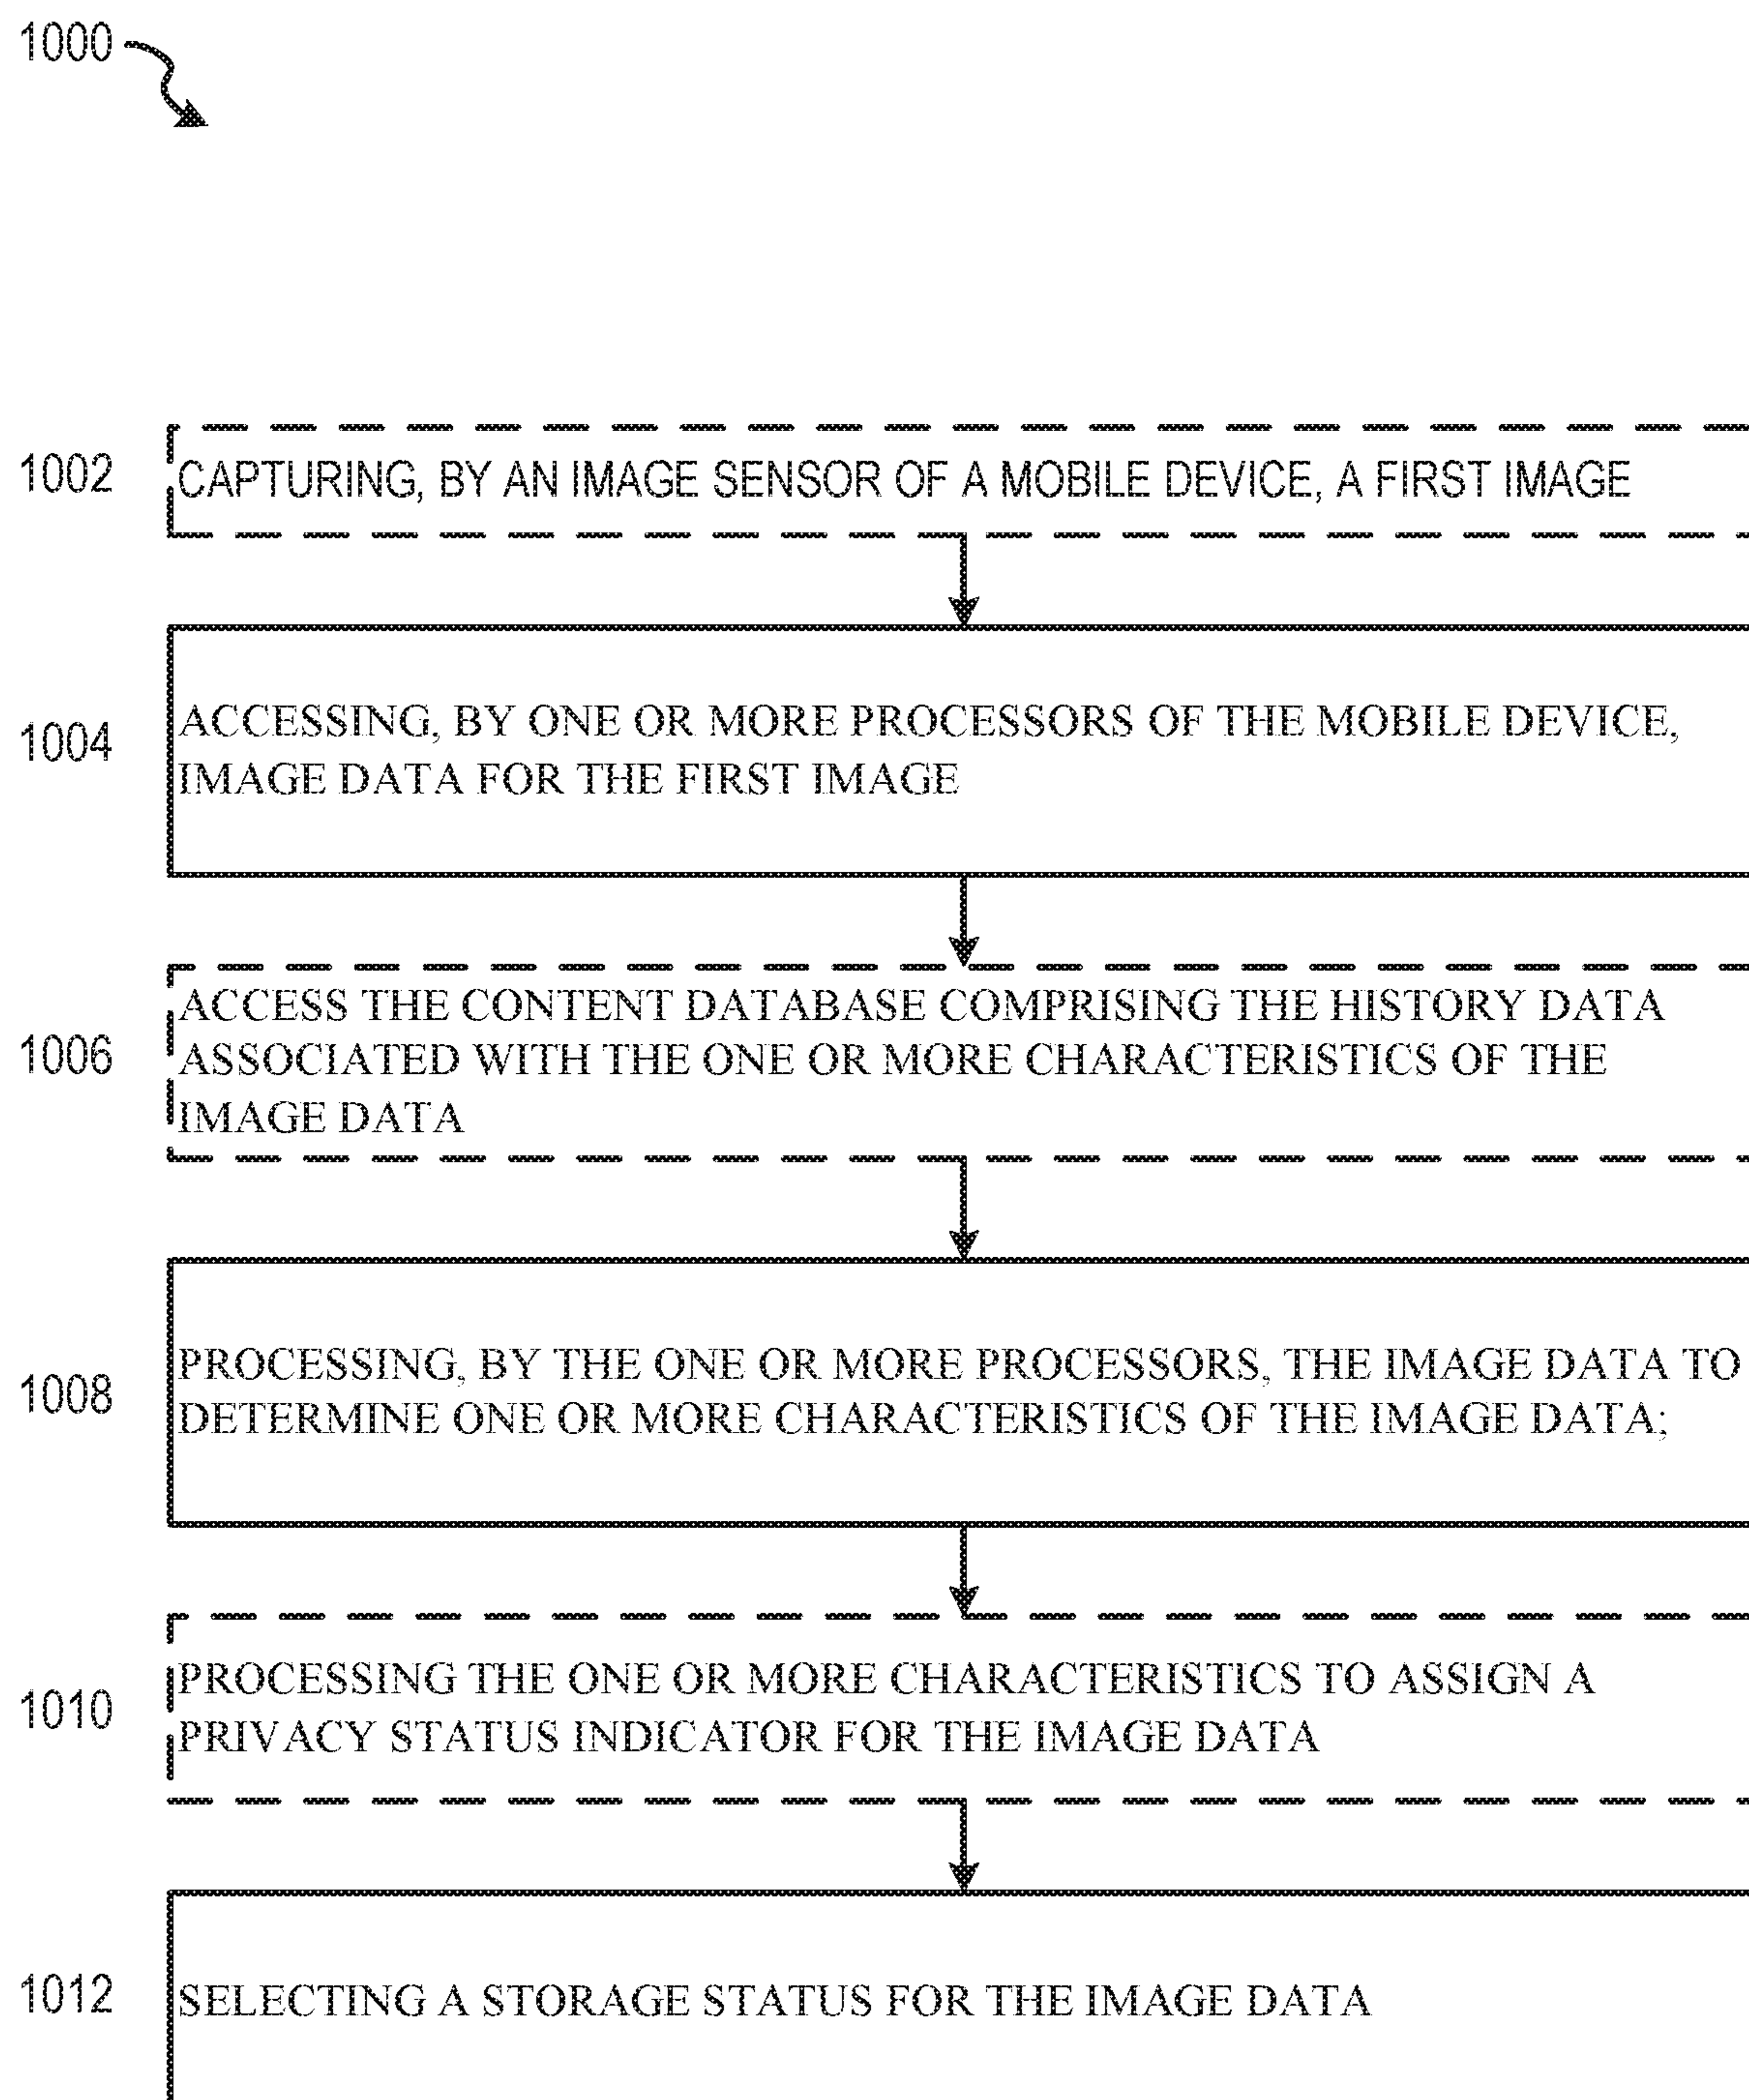 1000
1002
CAPTURING, BY AN IMAGE SENSOR OF A MOBILE DEVICE, A FIRST IMAGE
1004
ACCESSING, BY ONE OR MORE PROCESSORS OF THE MOBILE DEVICE,
IMAGE DATA FOR THE FIRST IMAGE
1006
ACCESS THE CONTENT DATABASE COMPRISING THE HISTORY DATA
ASSOCIATED WITH THE ONE OR MORE CHARACTERISTICS OF THE
IMAGE DATA
1008
PROCESSING, BY THE ONE OR MORE PROCESSORS, THE IMAGE DATA TO
DETERMINE ONE OR MORE CHARACTERISTICS OF THE IMAGE DATA;
1010
PROCESSING THE ONE OR MORE CHARACTERISTICS TO ASSIGN A
PRIVACY STATUS INDICATOR FOR THE IMAGE DATA
1012
SELECTING A STORAGE STATUS FOR THE IMAGE DATA